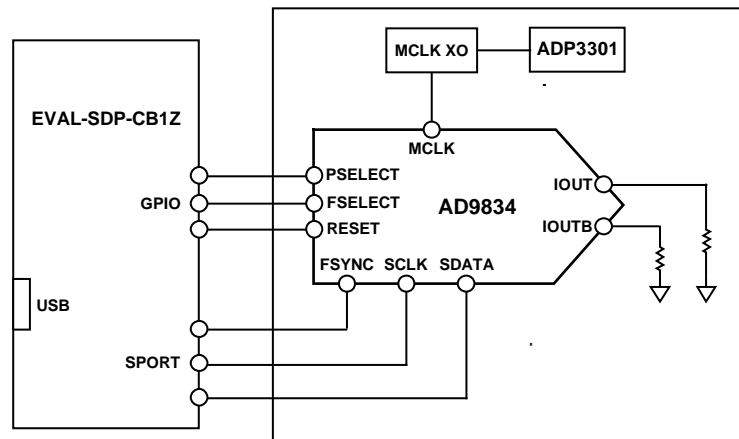 MCLK XO
ADP3301
EVAL-SDP-CB1Z
MCLK
PSELECT
IOUT
GPIO
FSELECT
AD9834
RESET
IOUTB
FSYNC
SCLK
SDATA
USB
SPORT